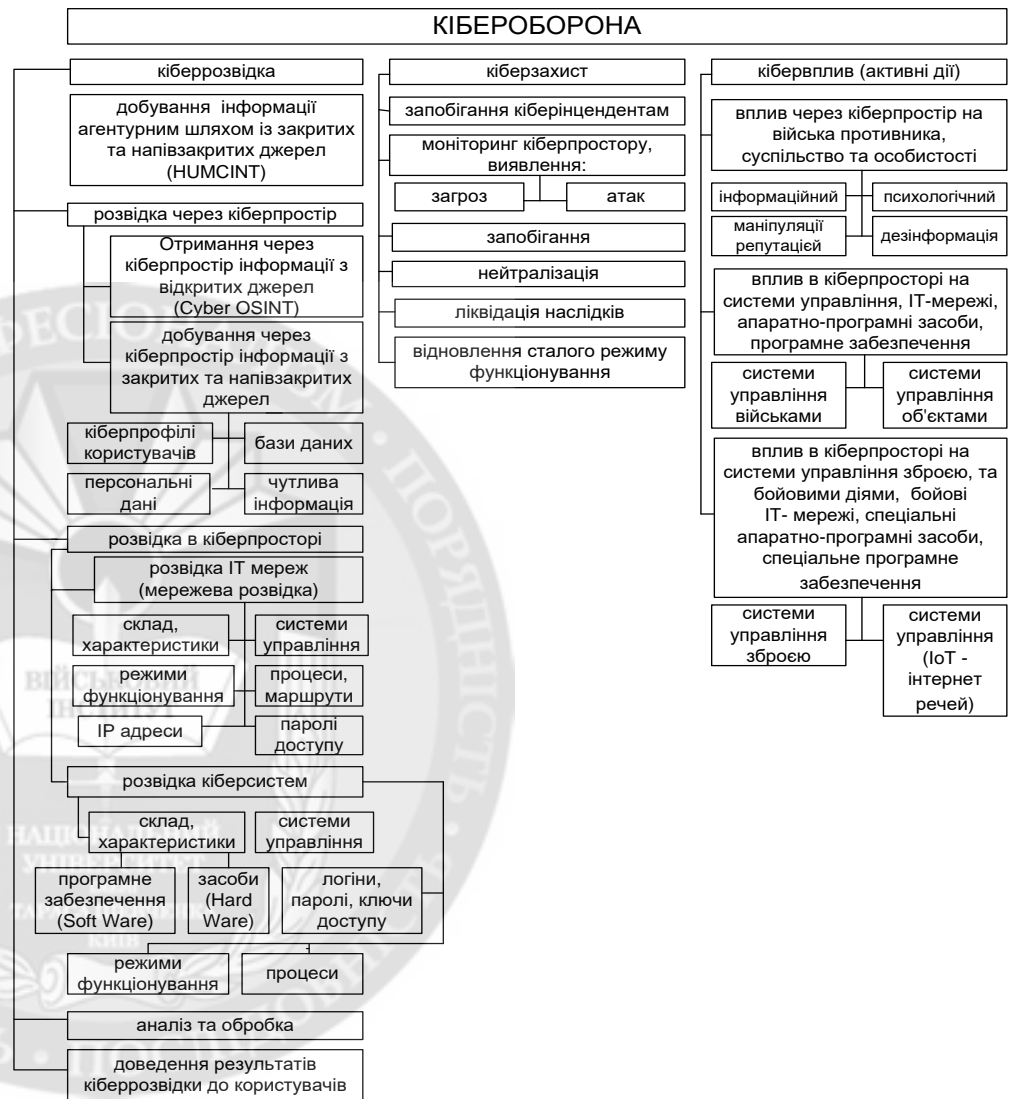 КІБЕРОБОРОНА
кіберрозвідка
добування інформації
агентурним шляхом із закритих
та напівзакритих джерел
(HUMCINT)
розвідка через кіберпростір
Отримання через
кіберпростір інформації з
відкритих джерел
(Cyber OSINT)
добування через
кіберпростір інформації з
закритих та напівзакритих
джерел
кіберпрофілі
користувачів
бази даних
персональні
дані
чутлива
інформація
розвідка в кіберпросторі
розвідка ІТ мереж
(мережева розвідка)
склад,
характеристики
системи
управління
режими
функціонування
процеси,
маршрути
IP адреси
паролі
доступу
розвідка кіберсистем
склад,
характеристики
системи
управління
програмне
забезпечення
(Soft Ware)
засоби
(Hard
Ware)
логіни,
паролі, ключи
доступу
режими
функціонування
процеси
аналіз та обробка
доведення результатів
кіберрозвідки до користувачів
кіберзахист
запобігання кіберінцендентам
моніторинг кіберпростору,
виявлення:
загроз
атак
запобігання
нейтралізація
ліквідація наслідків
відновлення сталого режиму
функціонування
кібервплив (активні дії)
вплив через кіберпростір на
війська противника,
суспільство та особистості
інформаційний
психологічний
маніпуляції
репутацієй
дезінформація
вплив в кіберпросторі на
системи управління, ІТ-мережі,
апаратно-програмні засоби,
програмне забезпечення
системи
управління
військами
системи
управління
об'єктами
вплив в кіберпросторі на
системи управління зброєю, та
бойовими діями, бойові
ІТ- мережі, спеціальні
апаратно-програмні засоби,
спеціальне програмне
забезпечення
системи
управління
зброєю
системи
управління
(IoT -
інтернет
речей)
ВІЙСЬКОВИЙ
ІНСТИТУТ
НАЦІОНАЛЬНИЙ
УНІВЕРСИТЕТ
КИЇВ